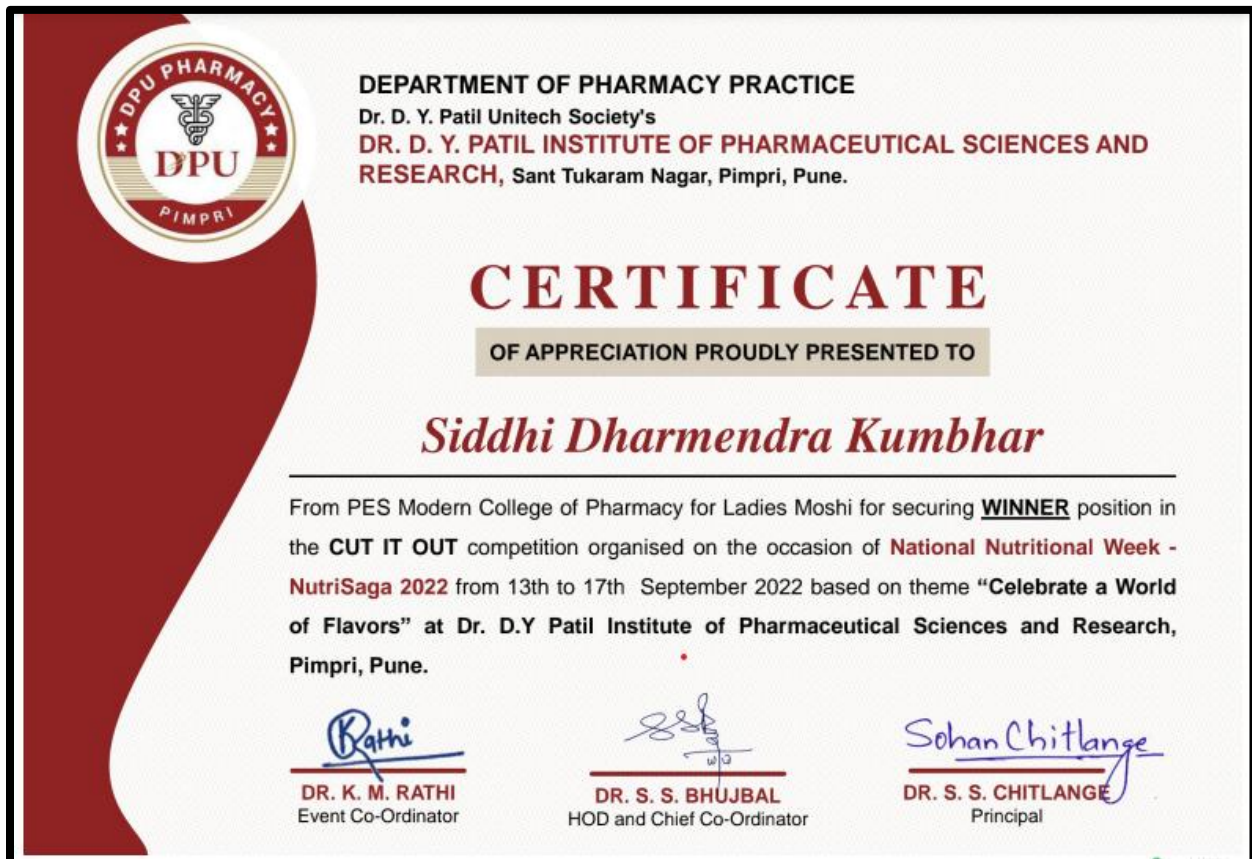 DPU PHARMACY
DPU
PIMPRI
DEPARTMENT OF PHARMACY PRACTICE
Dr. D. Y. Patil Unitech Society's
DR. D. Y. PATIL INSTITUTE OF PHARMACEUTICAL SCIENCES AND
RESEARCH, Sant Tukaram Nagar, Pimpri, Pune.
CERTIFICATE
OF APPRECIATION PROUDLY PRESENTED TO
Siddhi Dharmendra Kumbhar
From PES Modern College of Pharmacy for Ladies Moshi for securing WINNER position in
the CUT IT OUT competition organised on the occasion of National Nutritional Week -
NutriSaga 2022 from 13th to 17th September 2022 based on theme “Celebrate a World
of Flavors” at Dr. D.Y Patil Institute of Pharmaceutical Sciences and Research,
Pimpri, Pune.
Rathi
Sohan Chitlange
DR. K. M. RATHI
DR. S. S. BHUJBAL
DR. S. S. CHITLANGE
Event Co-Ordinator
HOD and Chief Co-Ordinator
Principal